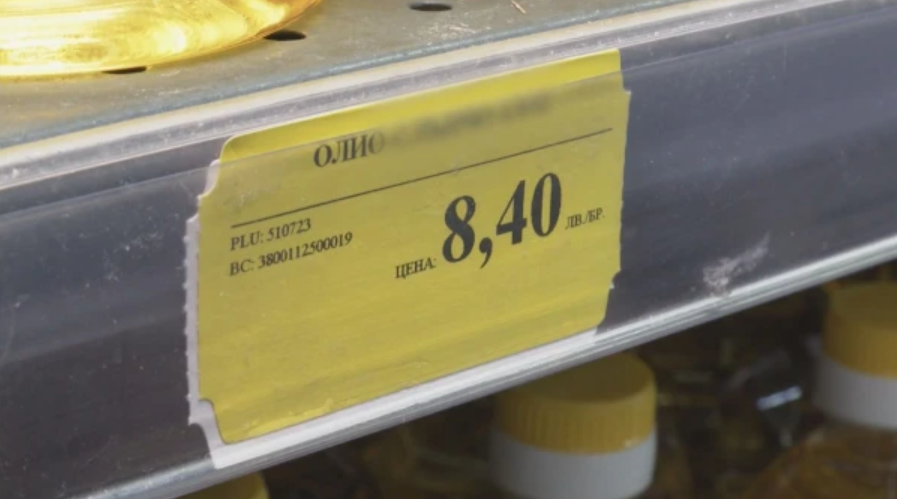 ОЛИО
PLU: 510723
BC: 3800112500019
ЦЕНА: 8,40 ЛВ./БР.